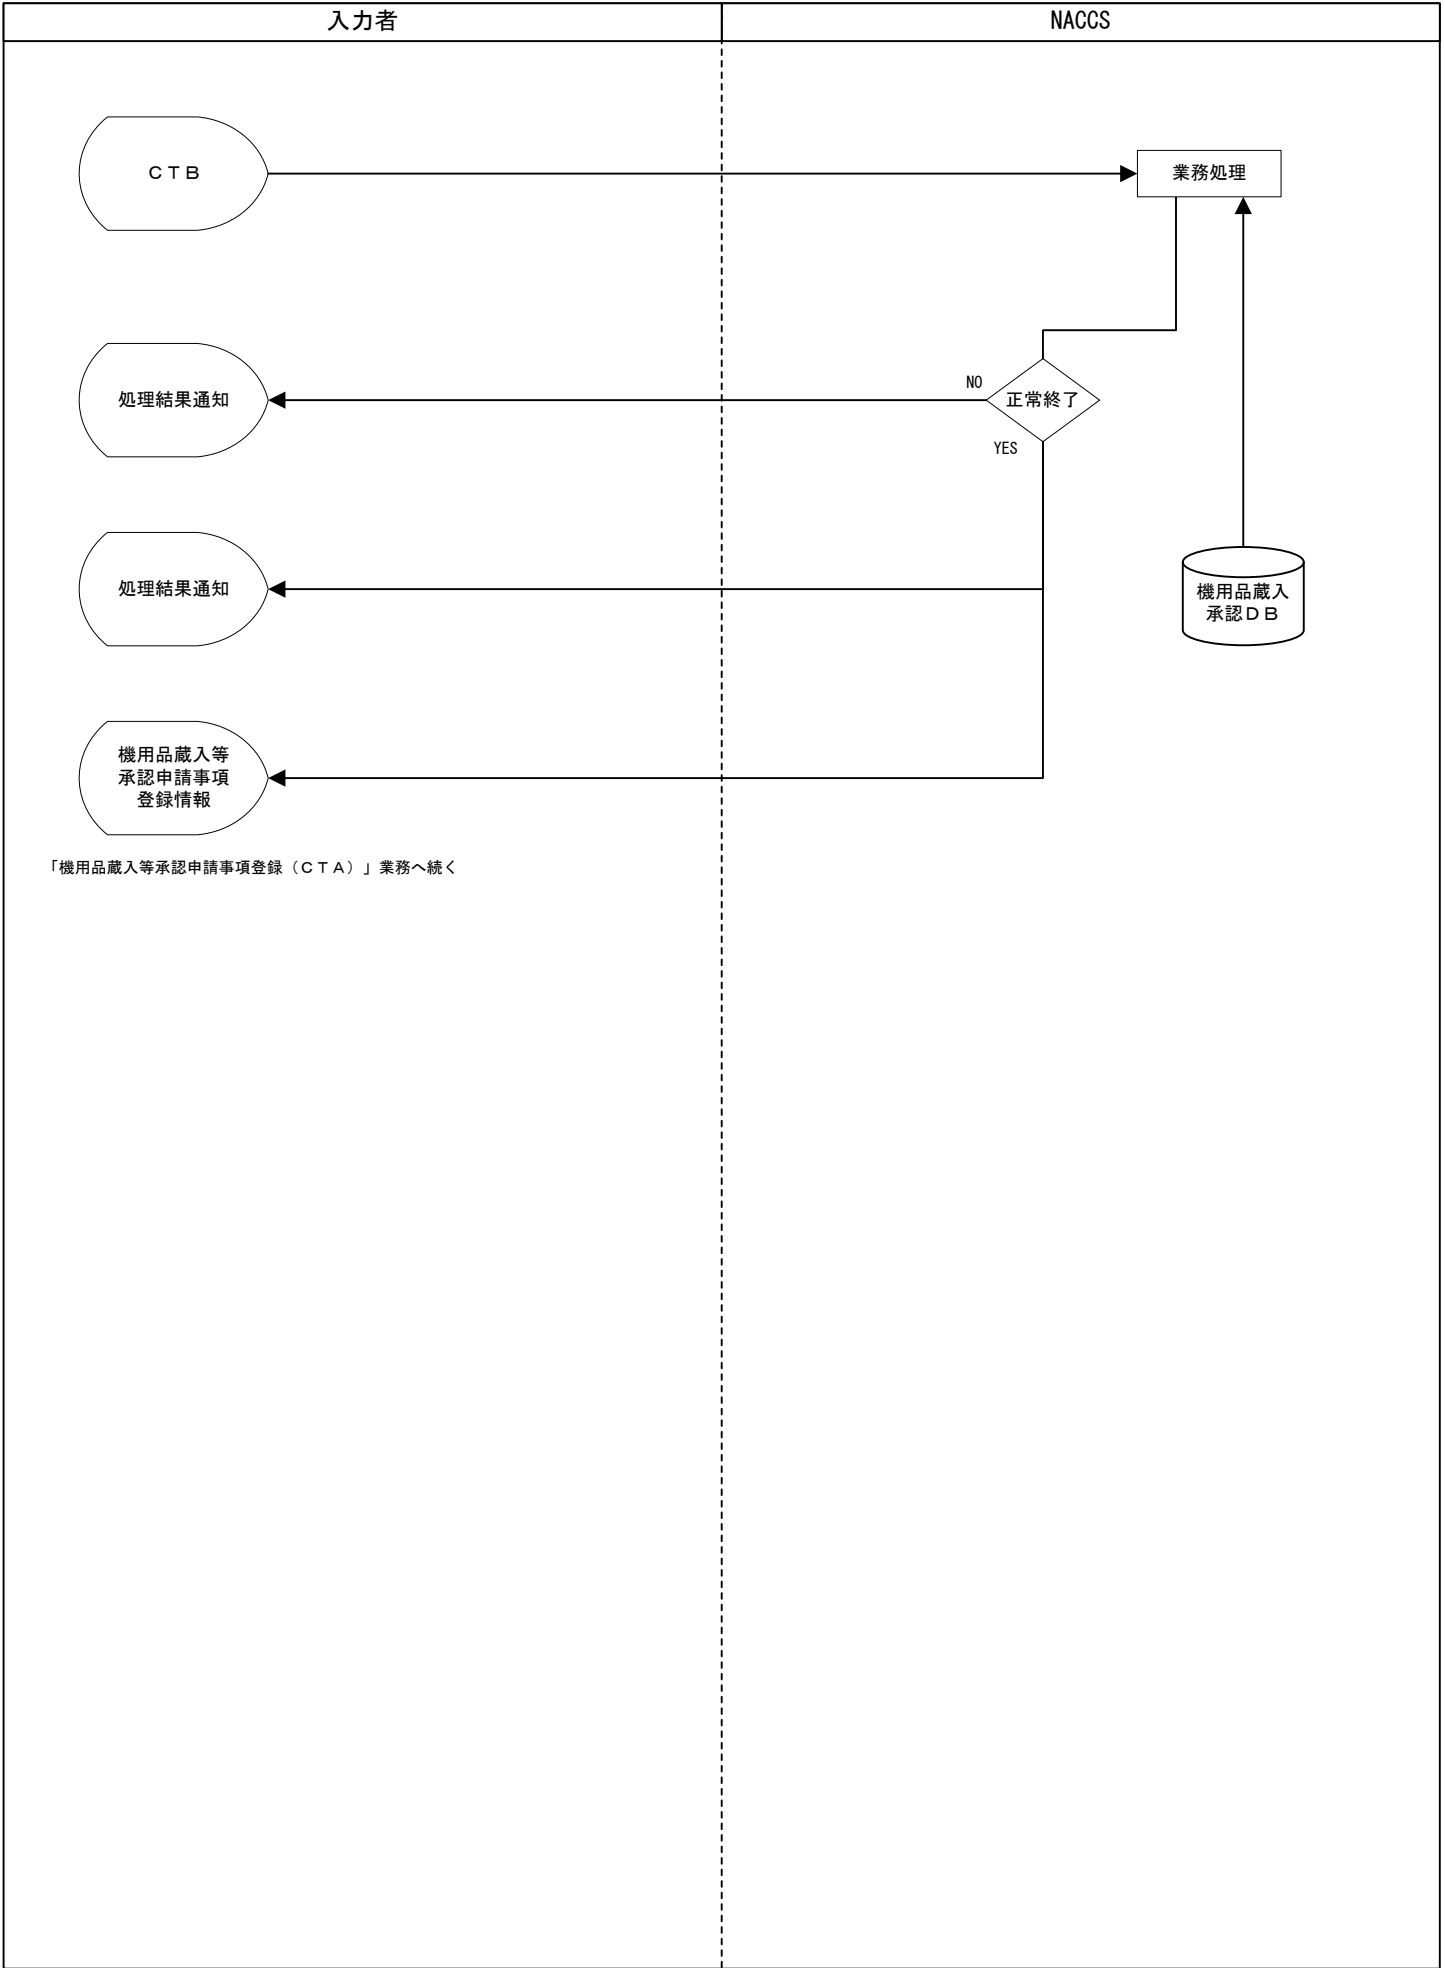 入力者
NACCS
ＣＴＢ
業務処理
処理結果通知
NO
正常終了
YES
処理結果通知
機用品蔵入
承認ＤＢ
機用品蔵入等
承認申請事項
登録情報
「機用品蔵入等承認申請事項登録（ＣＴＡ）」業務へ続く